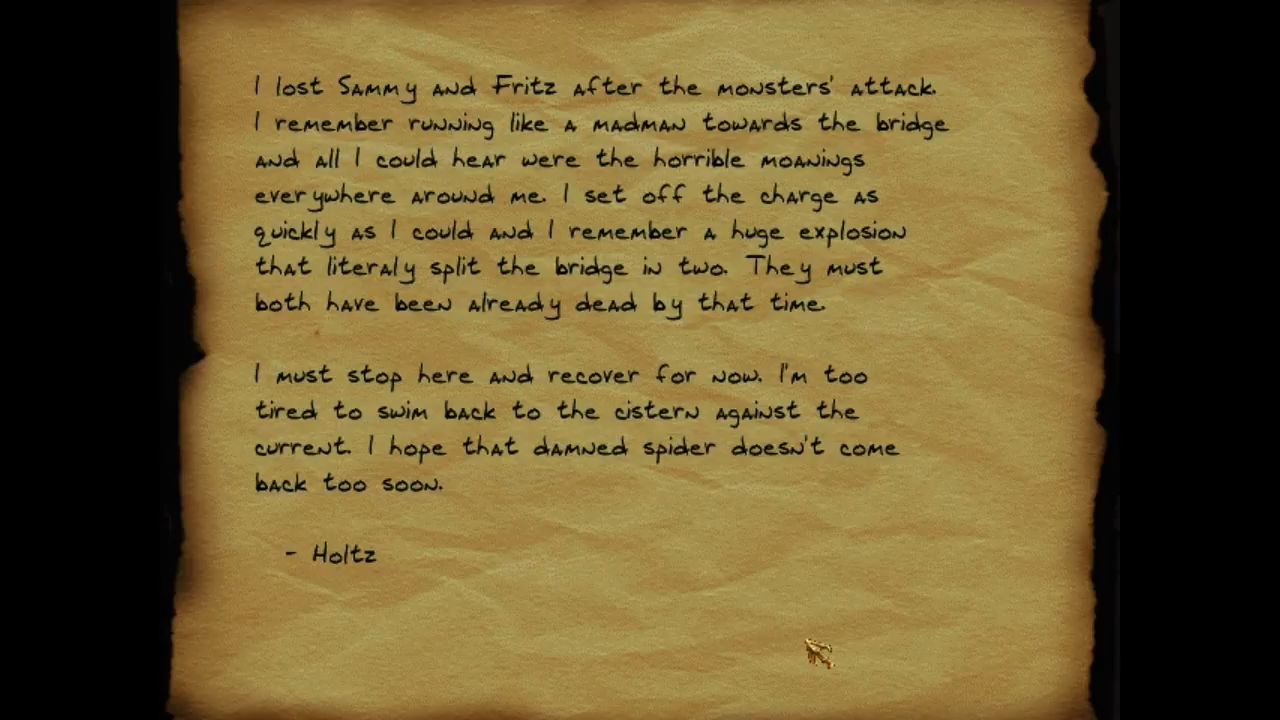 I lost Sammy and Fritz after the monsters' attack.
I remember running like a madman towards the bridge
and all I could hear were the horrible moanings
everywhere around me. I set off the charge as
quickly as I could and I remember a huge explosion
that literaly split the bridge in two. They must
both have been already dead by that time.
I must stop here and recover for now. I'm too
tired to swim back to the cistern against the
current. I hope that damned spider doesn't come
back too soon.
- Holtz